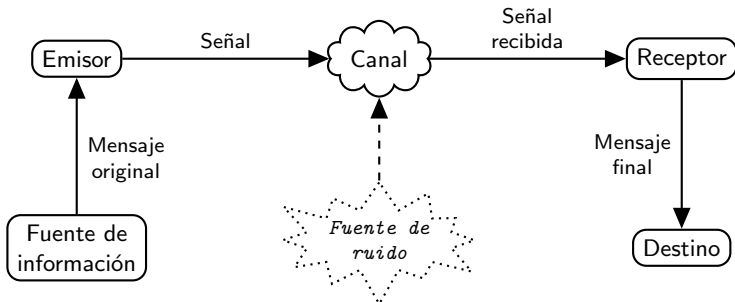 Señal
Señal
recibida
Emisor
Canal
Receptor
Mensaje
original
Mensaje
final
Fuente de
ruido
Fuente de
información
Destino